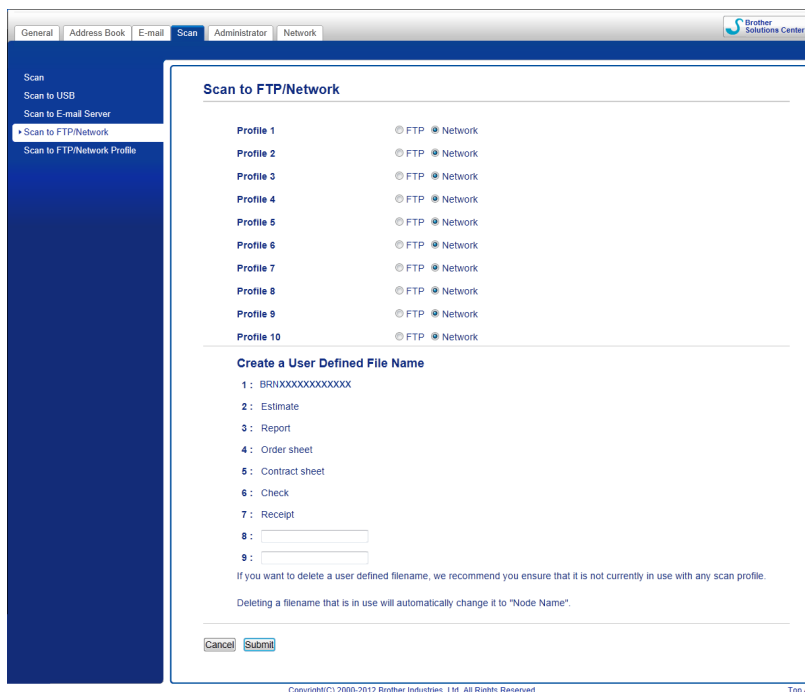 General Address Book E-mail Scan Administrator Network
Brother
Solutions Center
Scan
Scan to USB
Scan to E-mail Server
Scan to FTP/Network
Scan to FTP/Network Profile
Scan to FTP/Network
Profile 1 FTP Network
Profile 2 FTP Network
Profile 3 FTP Network
Profile 4 FTP Network
Profile 5 FTP Network
Profile 6 FTP Network
Profile 7 FTP Network
Profile 8 FTP Network
Profile 9 FTP Network
Profile 10 FTP Network
Create a User Defined File Name
1 : BRNXXXXXXXXXXXX
2 : Estimate
3 : Report
4 : Order sheet
5 : Contract sheet
6 : Check
7 : Receipt
8 :
9 :
If you want to delete a user defined filename, we recommend you ensure that it is not currently in use with any scan profile.
Deleting a filename that is in use will automatically change it to "Node Name".
Cancel Submit
Copyright(C) 2000-2012 Brother Industries, Ltd. All Rights Reserved. Top